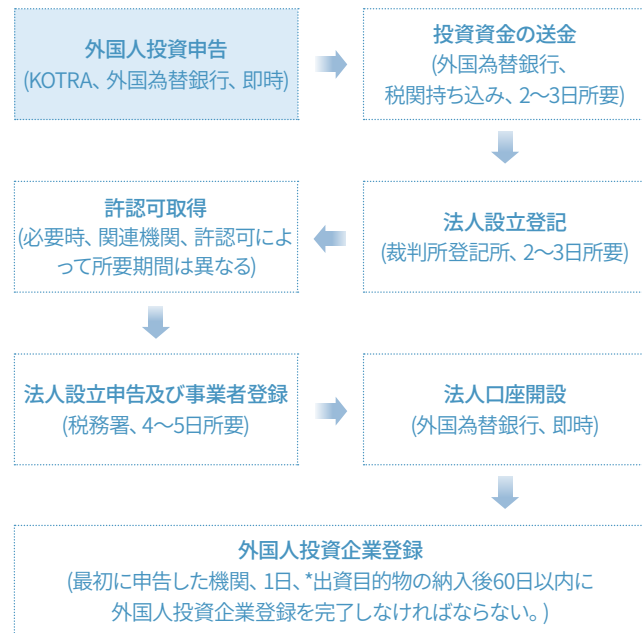 外国人投資申告
(KOTRA、外国為替銀行、即時)
投資資金の送金
(外国為替銀行、
税関持ち込み、2～3日所要)
法人設立登記
(裁判所登記所、2～3日所要)
許認可取得
(必要時、関連機関、許認可によ
って所要期間は異なる)
法人設立申告及び事業者登録
(税務署、4～5日所要)
法人口座開設
(外国為替銀行、即時)
外国人投資企業登録
(最初に申告した機関、1日、*出資目的物の納入後60日以内に
外国人投資企業登録を完了しなければならない。)